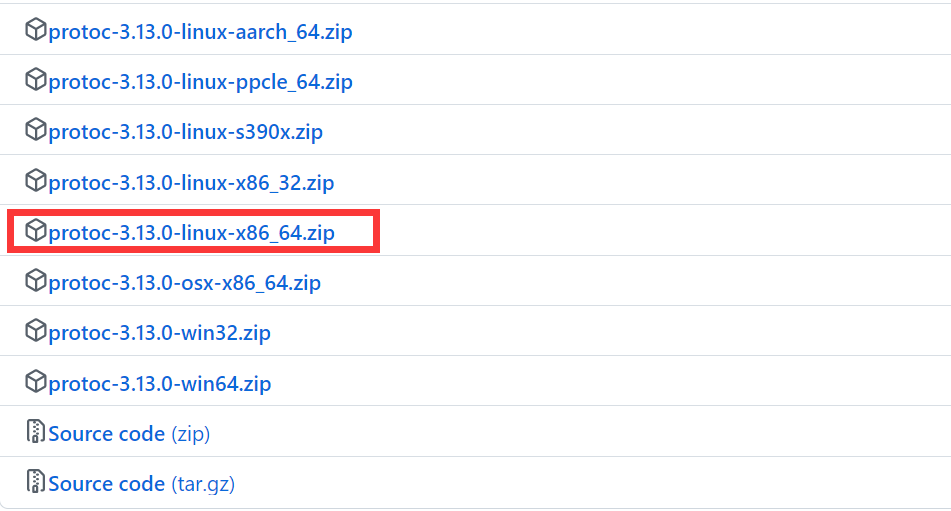 protoc-3.13.0-linux-aarch_64.zip
protoc-3.13.0-linux-ppcle_64.zip
protoc-3.13.0-linux-s390x.zip
protoc-3.13.0-linux-x86_32.zip
protoc-3.13.0-linux-x86_64.zip
protoc-3.13.0-osx-x86_64.zip
protoc-3.13.0-win32.zip
protoc-3.13.0-win64.zip
Source code (zip)
Source code (tar.gz)